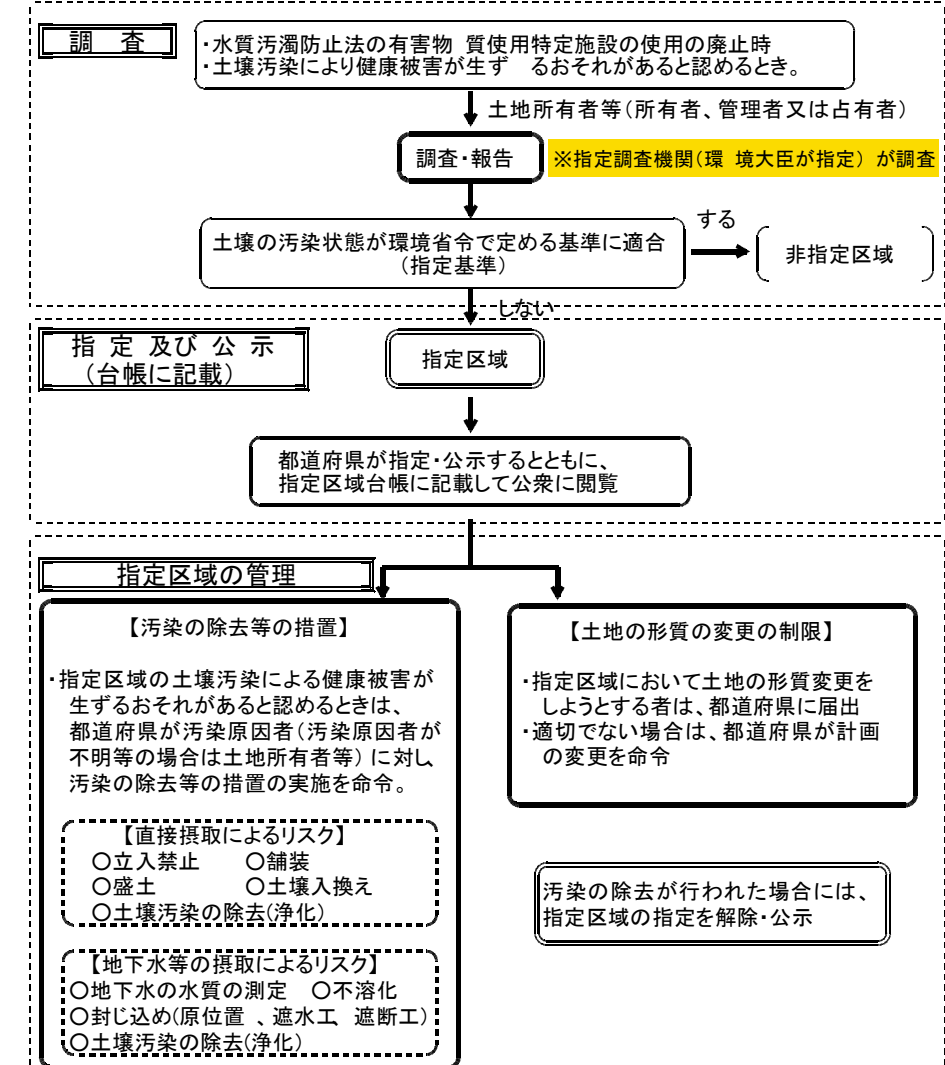 調 査
・水質汚濁防止法の有害物 質使用特定施設の使用の廃止時
・土壌汚染により健康被害が生ず るおそれがあると認めるとき。
土地所有者等(所有者、管理者又は占有者)
調査・報告
※指定調査機関(環 境大臣が指定) が調査
土壌の汚染状態が環境省令で定める基準に適合
(指定基準)
する
非指定区域
しない
指 定 及び 公 示
(台帳に記載)
指定区域
都道府県が指定・公示するとともに、
指定区域台帳に記載して公衆に閲覧
指定区域の管理
【汚染の除去等の措置】
・指定区域の土壌汚染による健康被害が
生ずるおそれがあると認めるときは、
都道府県が汚染原因者(汚染原因者が
不明等の場合は土地所有者等) に対し、
汚染の除去等の措置の実施を命令。
【直接摂取によるリスク】
○立入禁止 ○舗装
○盛土 ○土壌入換え
○土壌汚染の除去(浄化)
【地下水等の摂取によるリスク】
○地下水の水質の測定 ○不溶化
○封じ込め(原位置 、遮水工、遮断工)
○土壌汚染の除去(浄化)
【土地の形質の変更の制限】
・指定区域において土地の形質変更を
しようとする者は、都道府県に届出
・適切でない場合は、都道府県が計画
の変更を命令
汚染の除去が行われた場合には、
指定区域の指定を解除・公示